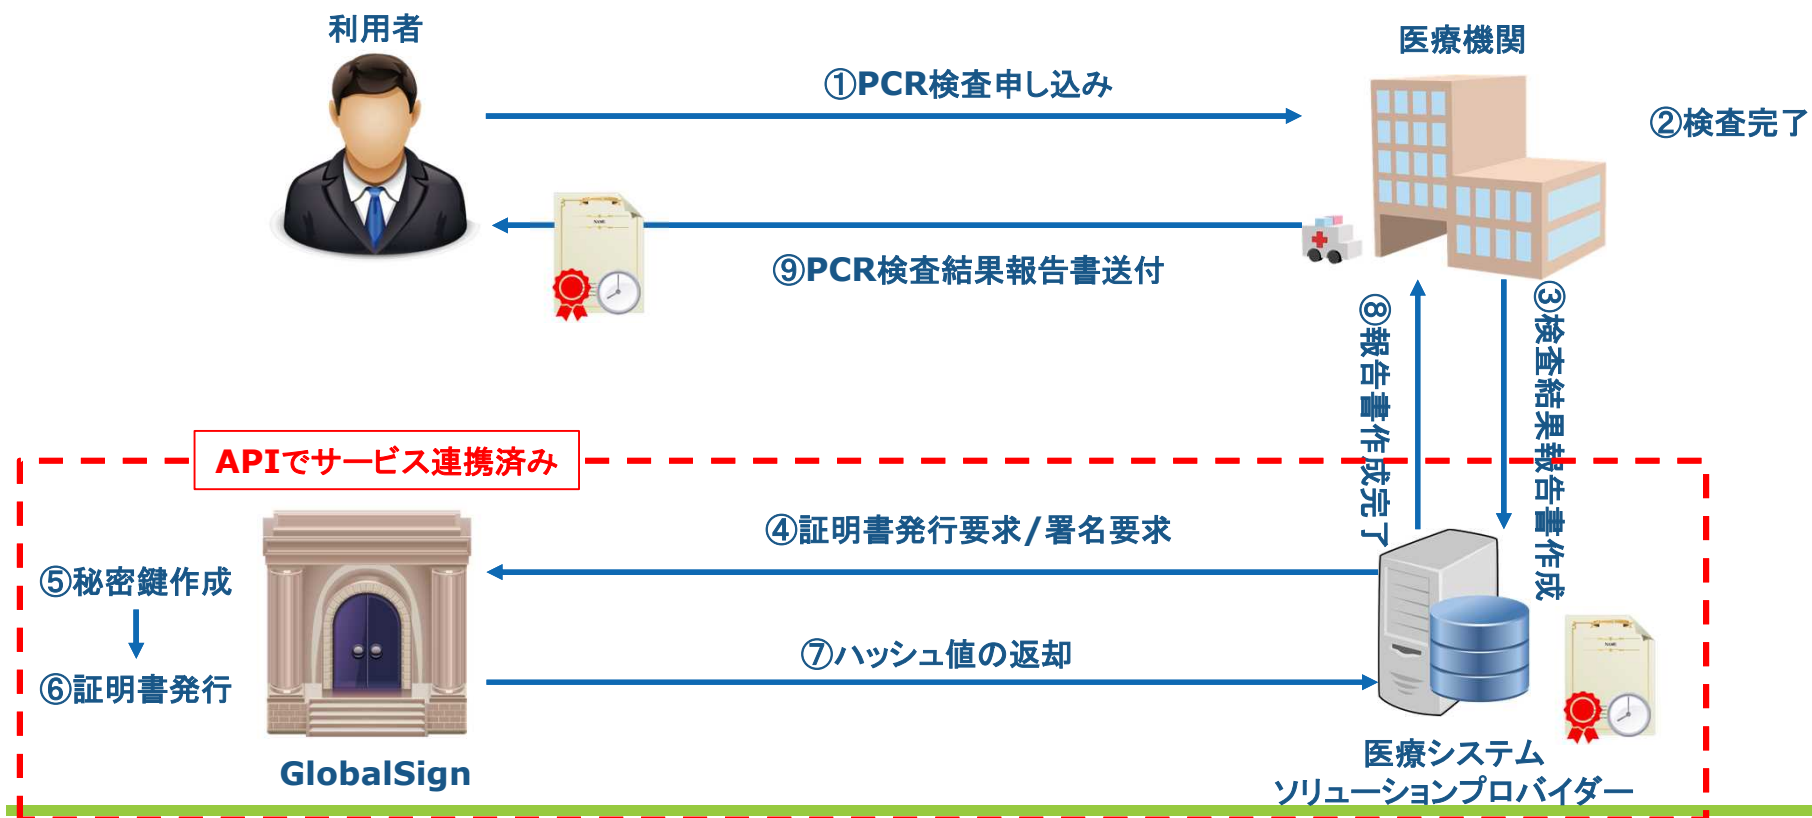 利用者
医療機関
①PCR検査申し込み
②検査完了
⑨PCR検査結果報告書送付
⑧報告書作成完了
③検査結果報告書作成
APIでサービス連携済み
④証明書発行要求/署名要求
⑤秘密鍵作成
⑦ハッシュ値の返却
⑥証明書発行
GlobalSign
医療システム
ソリューションプロバイダー
NAME
NAME